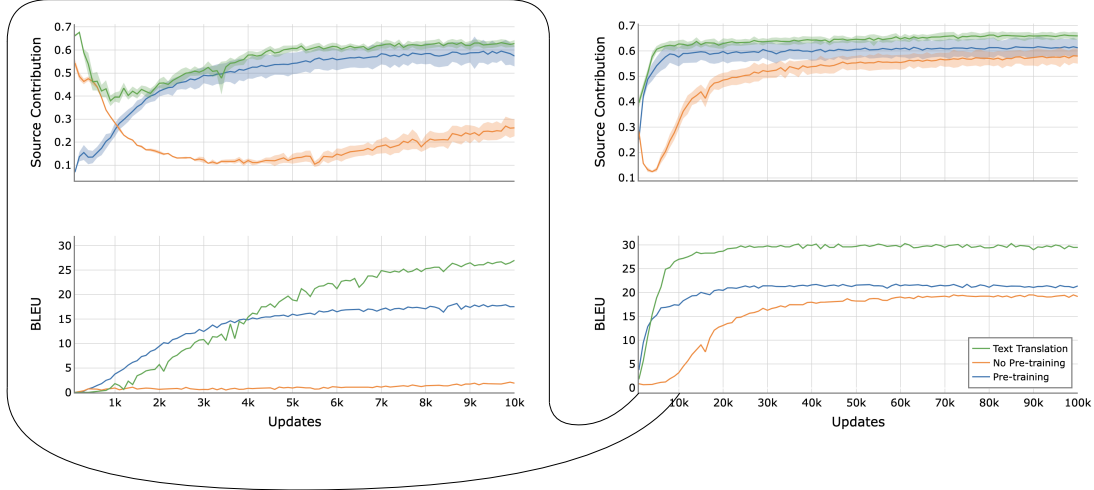 Source Contribution
0.7
0.6
0.5
0.4
0.3
0.2
0.1
BLEU
30
25
20
15
10
5
0
1k 2k 3k 4k 5k 6k 7k 8k 9k 10k
Updates
Source Contribution
0.7
0.6
0.5
0.4
0.3
0.2
0.1
BLEU
30
25
20
15
10
5
0
Text Translation
No Pre-training
Pre-training
10k 20k 30k 40k 50k 60k 70k 80k 90k 100k
Updates